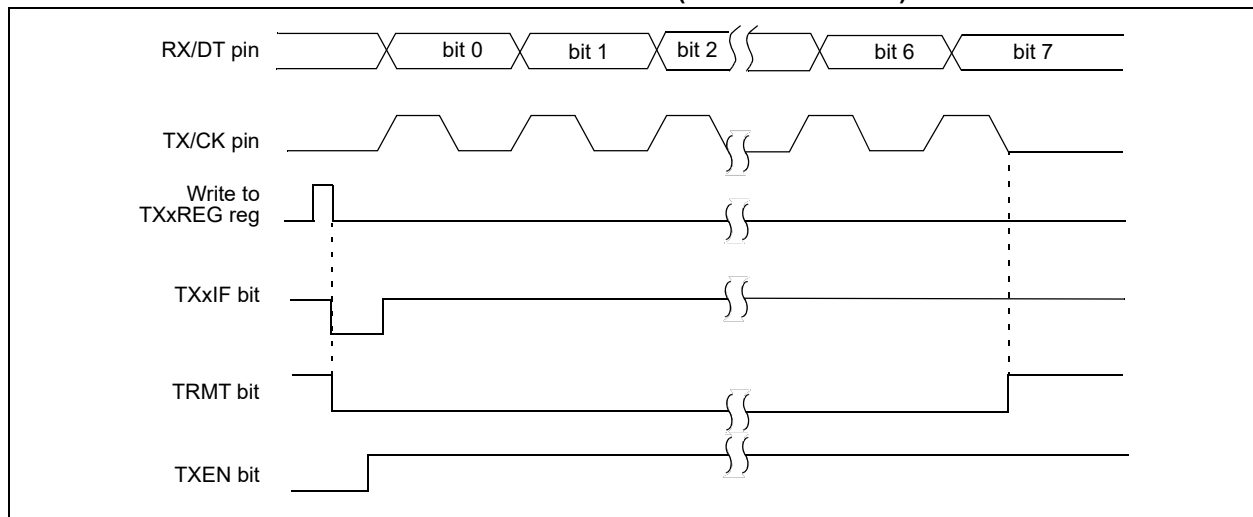 RX/DT pin
bit 0
bit 1
bit 2
bit 6
bit 7
TX/CK pin
Write to
TXxREG reg
TXxIF bit
TRMT bit
TXEN bit